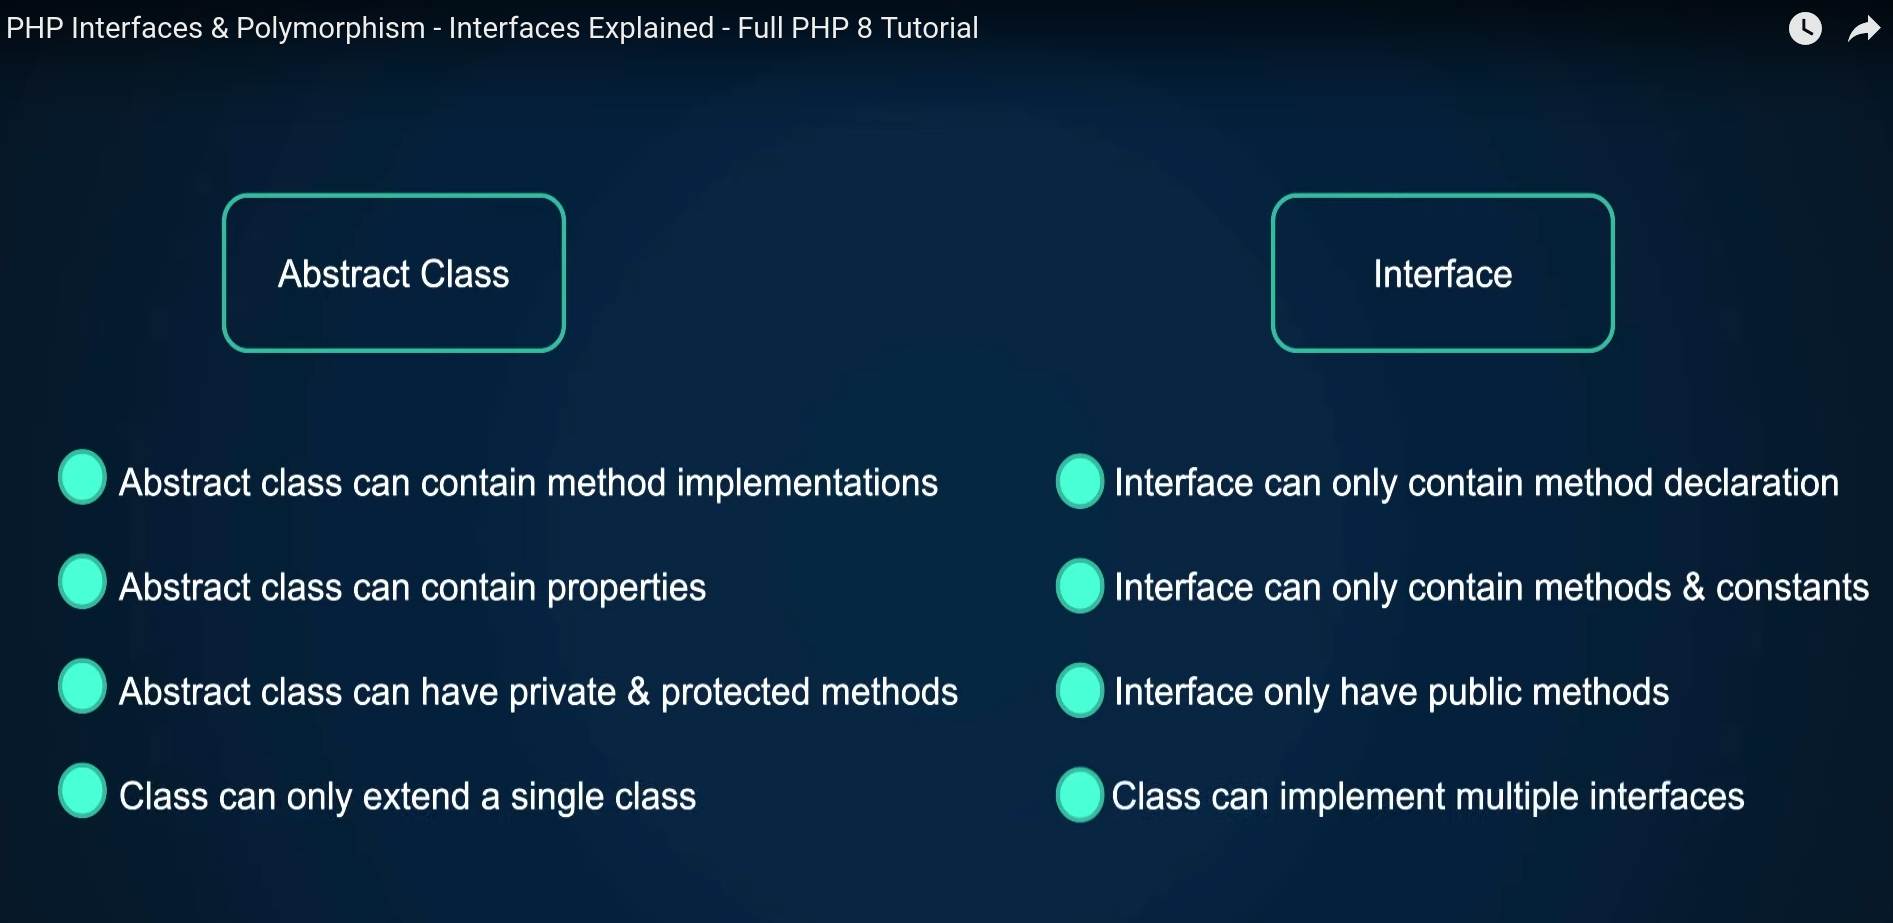 PHP Interfaces & Polymorphism - Interfaces Explained - Full PHP 8 Tutorial
Abstract Class
Abstract class can contain method implementations
Abstract class can contain properties
Abstract class can have private & protected methods
Class can only extend a single class
Interface
Interface can only contain method declaration
Interface can only contain methods & constants
Interface only have public methods
Class can implement multiple interfaces